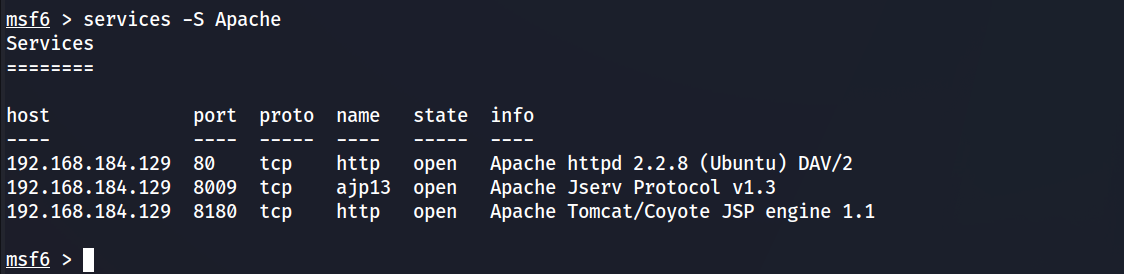 msf6 > services -S Apache
Services
========
host             port  proto  name   state  info
----             ----  -----  ----   -----  ----
192.168.184.129  80    tcp    http   open   Apache httpd 2.2.8 (Ubuntu) DAV/2
192.168.184.129  8009  tcp    ajp13  open   Apache Jserv Protocol v1.3
192.168.184.129  8180  tcp    http   open   Apache Tomcat/Coyote JSP engine 1.1
msf6 >